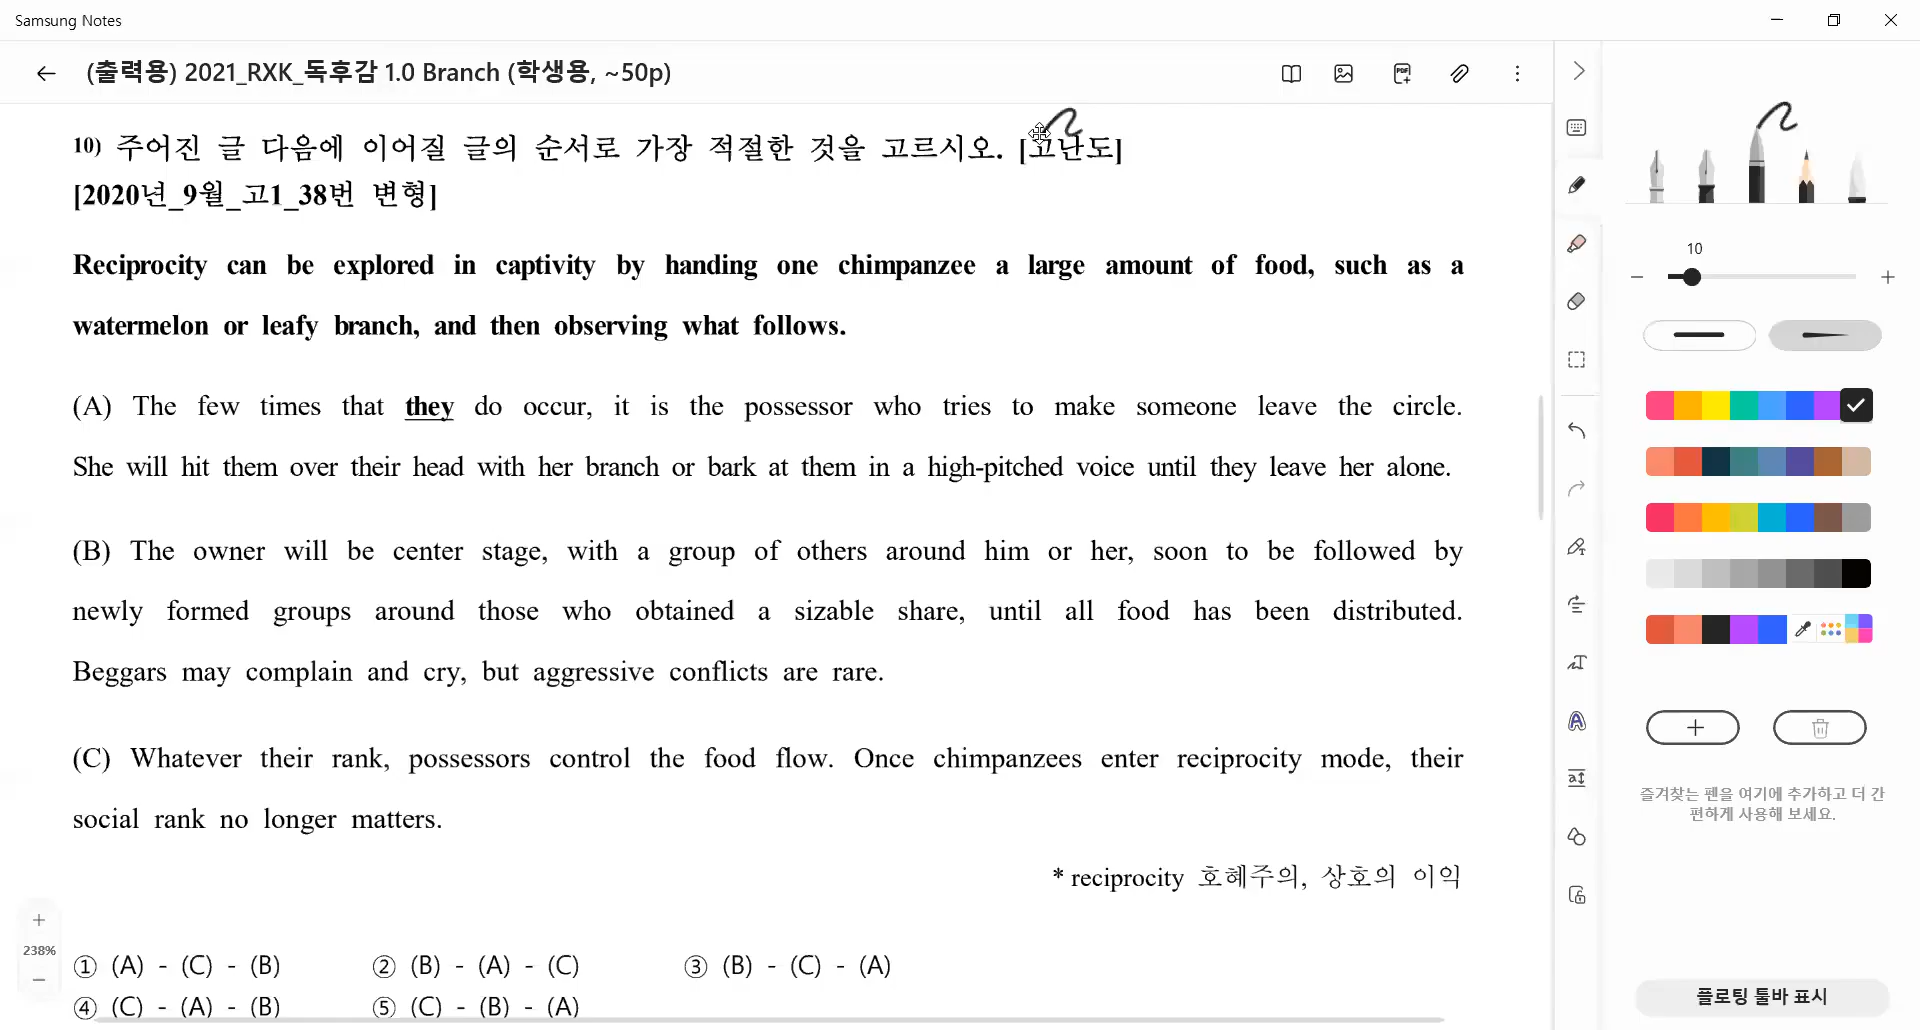 Samsung Notes
(출력용) 2021_RXK_독후감 1.0 Branch (학생용, ~50p)
10) 주어진 글 다음에 이어질 글의 순서로 가장 적절한 것을 고르시오. [고난도]
[2020년_9월_고1_38번 변형]
Reciprocity can be explored in captivity by handing one chimpanzee a large amount of food, such as a
watermelon or leafy branch, and then observing what follows.
(A) The few times that they do occur, it is the possessor who tries to make someone leave the circle.
She will hit them over their head with her branch or bark at them in a high-pitched voice until they leave her alone.
(B) The owner will be center stage, with a group of others around him or her, soon to be followed by
newly formed groups around those who obtained a sizable share, until all food has been distributed.
Beggars may complain and cry, but aggressive conflicts are rare.
(C) Whatever their rank, possessors control the food flow. Once chimpanzees enter reciprocity mode, their
social rank no longer matters.
* reciprocity 호혜주의, 상호의 이익
① (A) - (C) - (B) ② (B) - (A) - (C) ③ (B) - (C) - (A)
④ (C) - (A) - (B) ⑤ (C) - (B) - (A)
238%
10
즐겨찾는 펜을 여기에 추가하고 더 간
편하게 사용해 보세요.
플로팅 툴바 표시